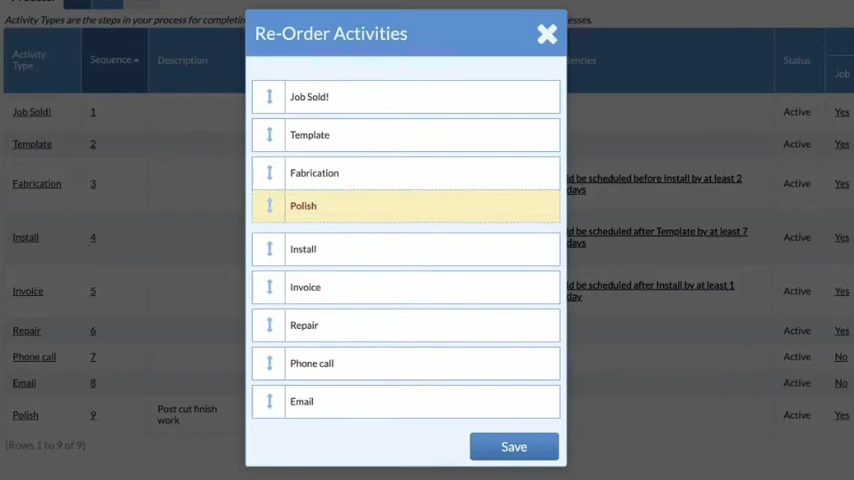 Activity Types are the steps in your process for
esses.
Re-Order Activities
Activity
Type
Sequence
Description
encies
Status
Job
Job Sold!
Template
Fabrication
Polish
Install
Invoice
Repair
Phone call
Email
Save
Job Sold! 1 Active Yes
Template 2 Active Yes
Fabrication 3 ld be scheduled before Install by at least 2
days Active Yes
Install 4 ld be scheduled after Template by at least 7
days Active Yes
Invoice 5 ld be scheduled after Install by at least 1
day Active Yes
Repair 6 Active Yes
Phone call 7 Active No
Email 8 Active No
Polish 9 Post cut finish
work Active Yes
(Rows 1 to 9 of 9)